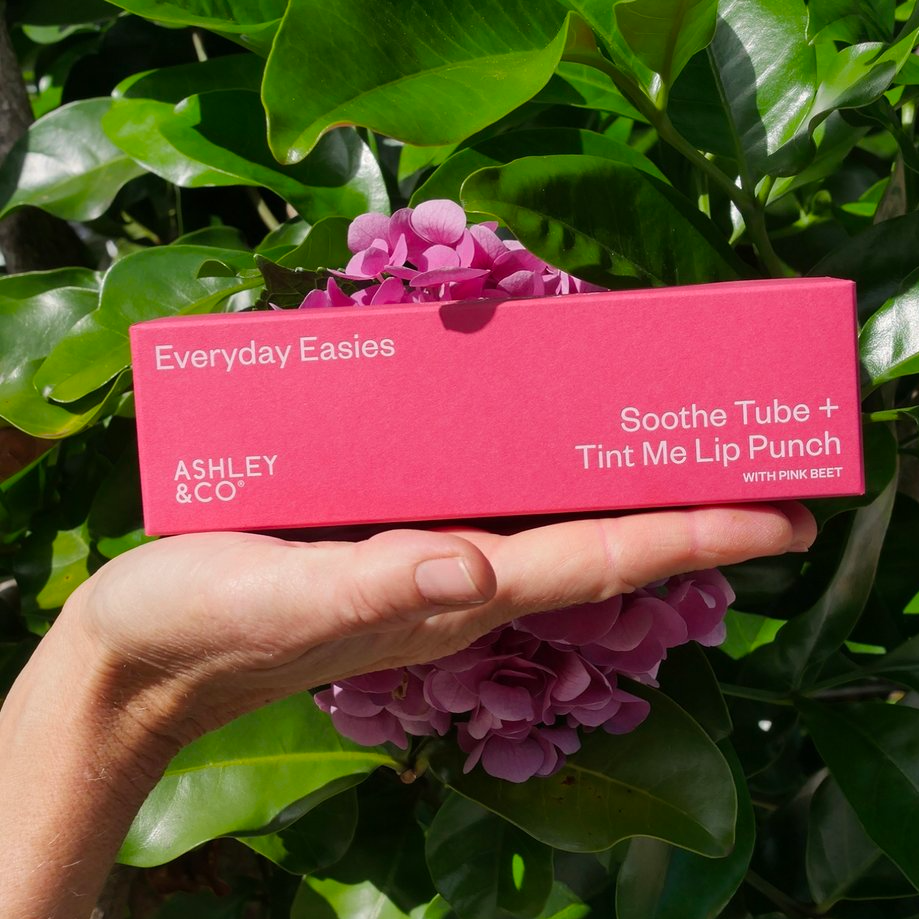 Everyday Easies
Soothe Tube +
Tint Me Lip Punch
WITH PINK BEET
ASHLEY
&CO®